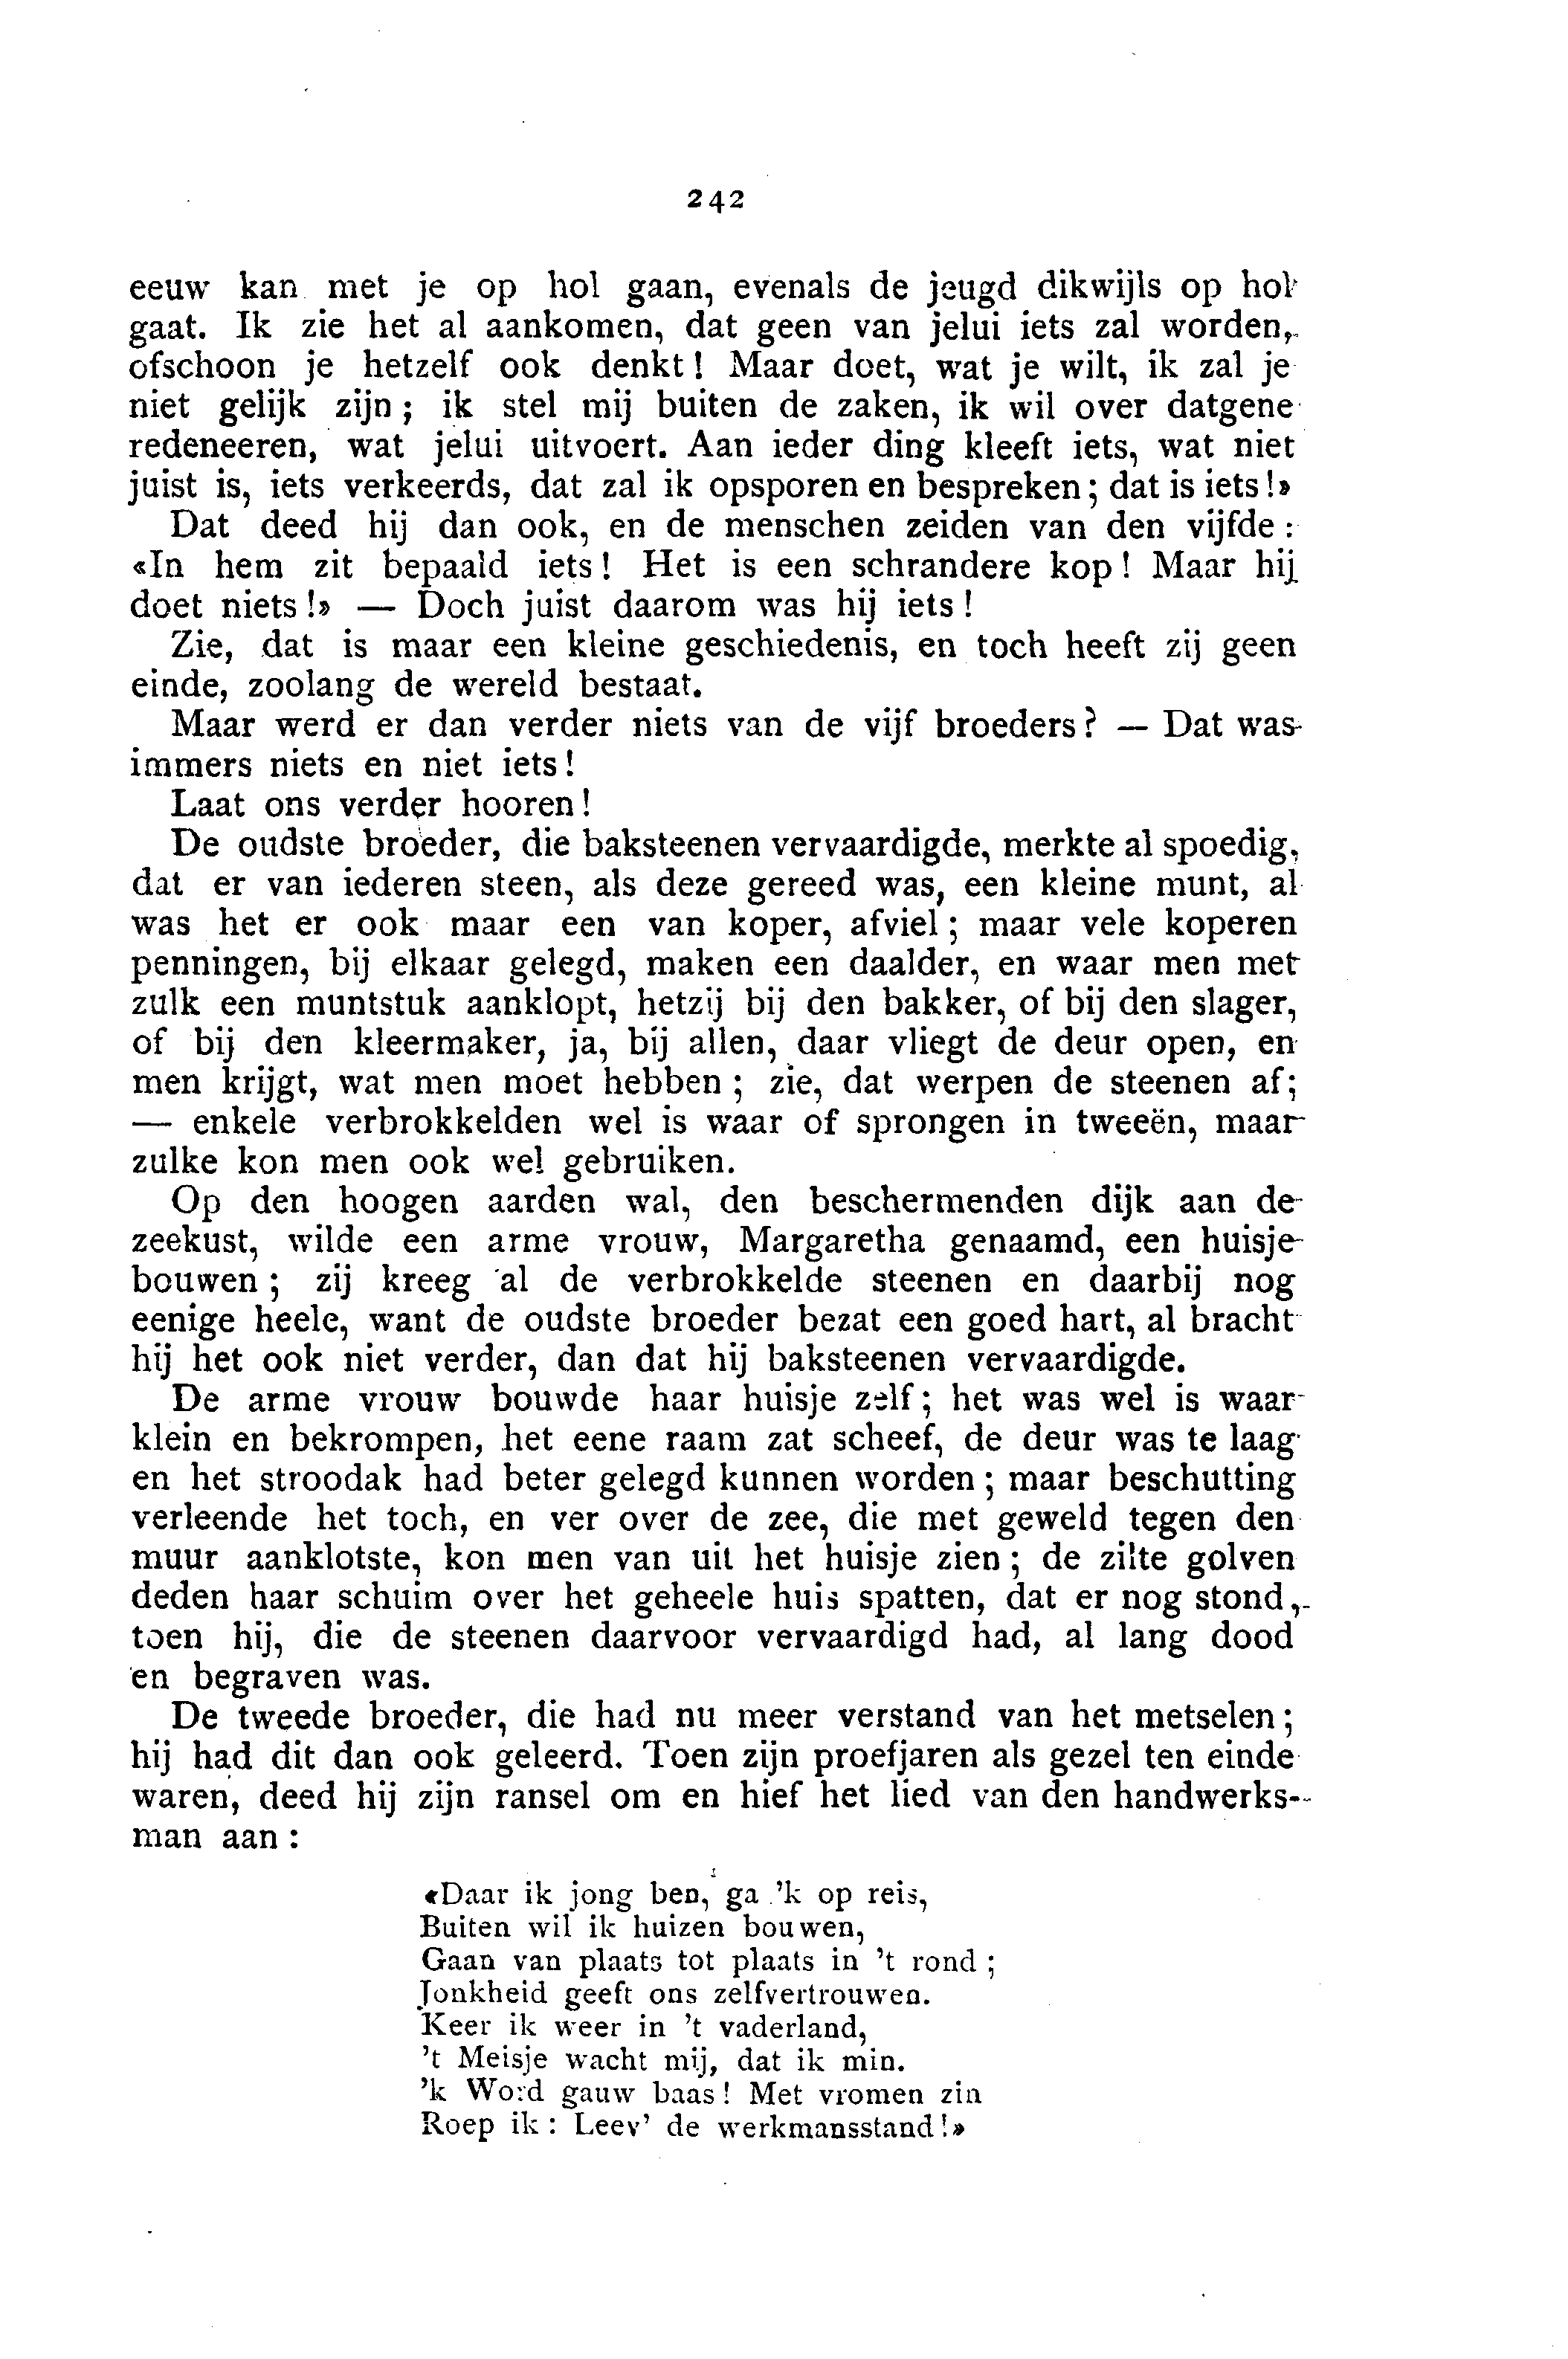 242
eeuw kan met je op hol gaan, evenals de jeugd dikwijls op hol
gaat. Ik zie het al aankomen, dat geen van jelui iets zal worden,
ofschoon je hetzelf ook denkt! Maar doet, wat je wilt, ik zal je
niet gelijk zijn; ik stel mij buiten de zaken, ik wil over datgene
redeneeren, wat jelui uitvoert. Aan ieder ding kleeft iets, wat niet
juist is, iets verkeerds, dat zal ik opsporen en bespreken; dat is iets!»
Dat deed hij dan ook, en de menschen zeiden van den vijfde:
«In hem zit bepaald iets! Het is een schrandere kop! Maar hij
doet niets!» — Doch juist daarom was hij iets!
Zie, dat is maar een kleine geschiedenis, en toch heeft zij geen
einde, zoolang de wereld bestaat.
Maar werd er dan verder niets van de vijf broeders? — Dat was
immers niets en niet iets!
Laat ons verder hooren!
De oudste broeder, die baksteenen vervaardigde, merkte al spoedig,
dat er van iederen steen, als deze gereed was, een kleine munt, al
was het er ook maar een van koper, afviel; maar vele koperen
penningen, bij elkaar gelegd, maken een daalder, en waar men met
zulk een muntstuk aanklopt, hetzij bij den bakker, of bij den slager,
of bij den kleermaker, ja, bij allen, daar vliegt de deur open, en
men krijgt, wat men moet hebben; zie, dat werpen de steenen af;
— enkele verbrokkelden wel is waar of sprongen in tweeën, maar
zulke kon men ook wel gebruiken.
Op den hoogen aarden wal, den beschermenden dijk aan de
zeekust, wilde een arme vrouw, Margaretha genaamd, een huisje
bouwen; zij kreeg al de verbrokkelde steenen en daarbij nog
eenige heele, want de oudste broeder bezat een goed hart, al bracht
hij het ook niet verder, dan dat hij baksteenen vervaardigde.
De arme vrouw bouwde haar huisje zelf; het was wel is waar
klein en bekrompen, het eene raam zat scheef, de deur was te laag
en het stroodak had beter gelegd kunnen worden; maar beschutting
verleende het toch, en ver over de zee, die met geweld tegen den
muur aanklotste, kon men van uit het huisje zien; de zilte golven
deden haar schuim over het geheele huis spatten, dat er nog stond,
toen hij, die de steenen daarvoor vervaardigd had, al lang dood
en begraven was.
De tweede broeder, die had nu meer verstand van het metselen;
hij had dit dan ook geleerd. Toen zijn proefjaren als gezel ten einde
waren, deed hij zijn ransel om en hief het lied van den handwerks-
man aan:
«Daar ik jong ben, ga 'k op reis,
Buiten wil ik huizen bouwen,
Gaan van plaats tot plaats in 't rond;
Jonkheid geeft ons zelfvertrouwen.
Keer ik weer in 't vaderland,
't Meisje wacht mij, dat ik min.
'k Word gauw baas! Met vromen zin
Roep ik: Leev' de werkmansstand!»